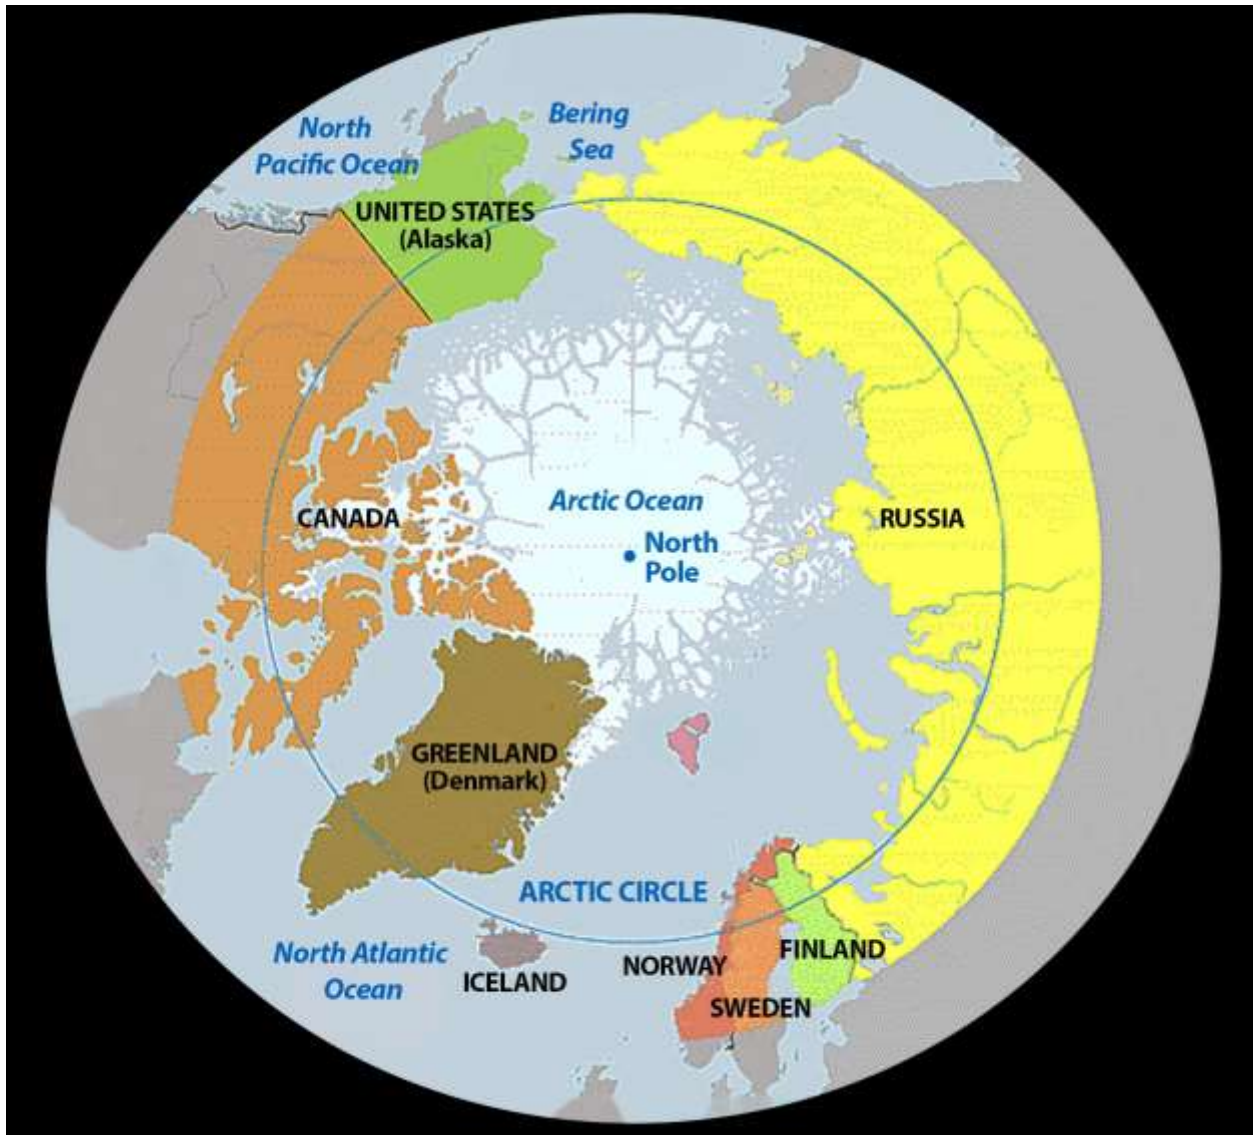 North
Pacific Ocean
Bering
Sea
UNITED STATES
(Alaska)
CANADA
Arctic Ocean
North
Pole
RUSSIA
GREENLAND
(Denmark)
ARCTIC CIRCLE
North Atlantic
Ocean
ICELAND
NORWAY
FINLAND
SWEDEN